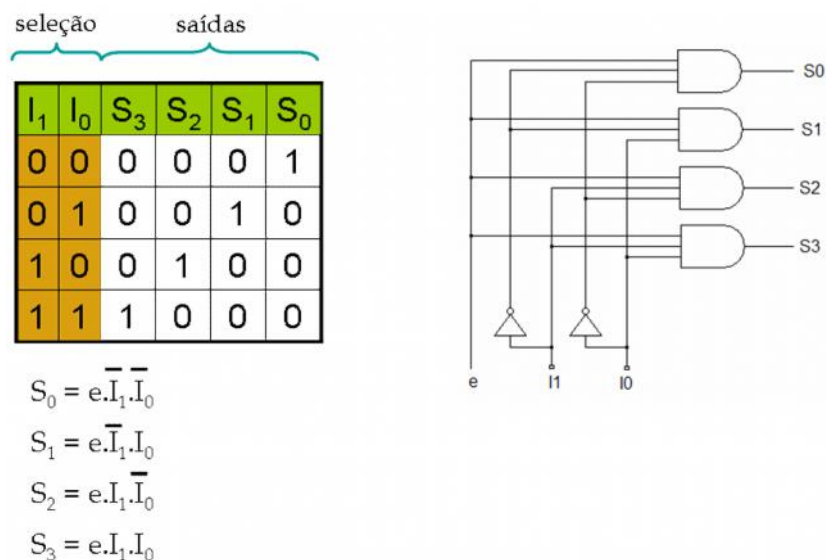 seleção saídas
I₁ I₀ S₃ S₂ S₁ S₀
0 0 0 0 0 1
0 1 0 0 1 0
1 0 0 1 0 0
1 1 1 0 0 0
S₀ = e.I̅₁.I̅₀
S₁ = e.I̅₁.I₀
S₂ = e.I₁.I̅₀
S₃ = e.I₁.I₀
S0
S1
S2
S3
e I1 I0